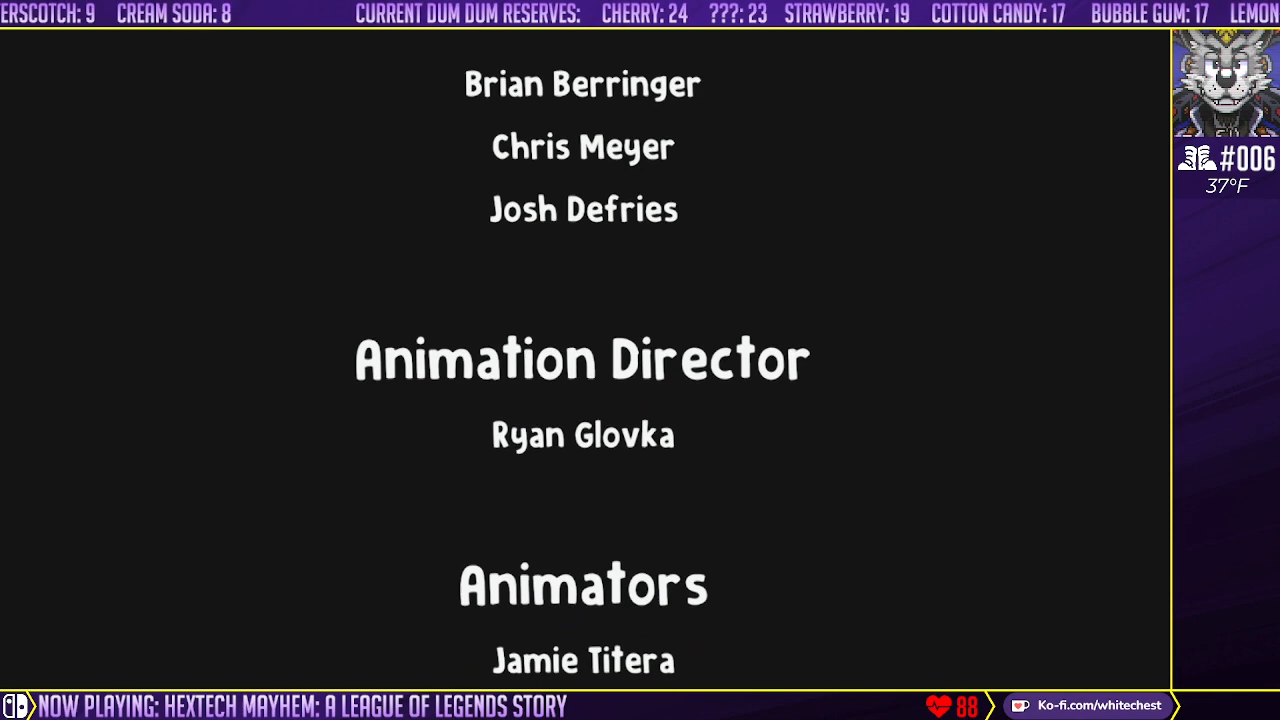 ERSCOTCH: 9 CREAM SODA: 8 CURRENT DUM DUM RESERVES: CHERRY: 24 ???: 23 STRAWBERRY: 19 COTTON CANDY: 17 BUBBLE GUM: 17 LEMON
Brian Berringer
Chris Meyer
Josh Defries
#006
37°F
Animation Director
Ryan Glovka
Animators
Jamie Titera
NOW PLAYING: HEXTECH MAYHEM: A LEAGUE OF LEGENDS STORY
88
Ko-fi.com/whitechest